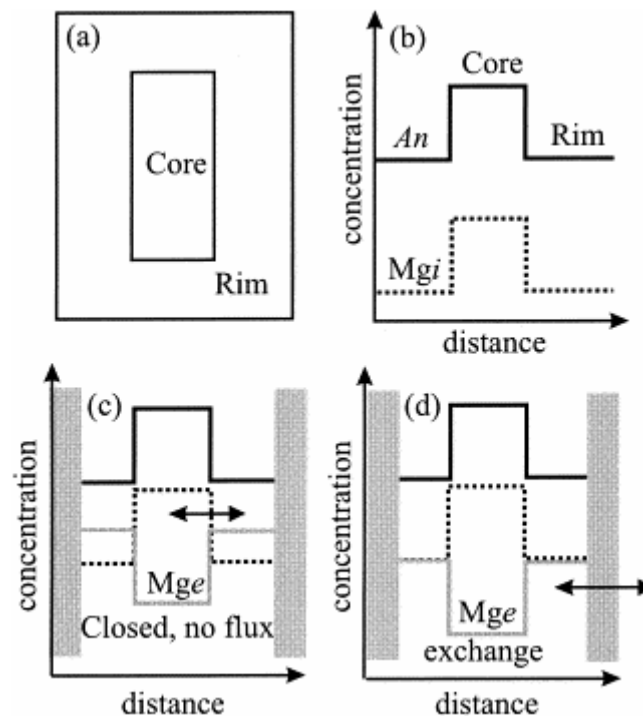 (a)
Core
Rim
(b)
Core
An
Rim
Mgi
concentration
distance
(c)
Mge
Closed, no flux
concentration
distance
(d)
Mge
exchange
concentration
distance